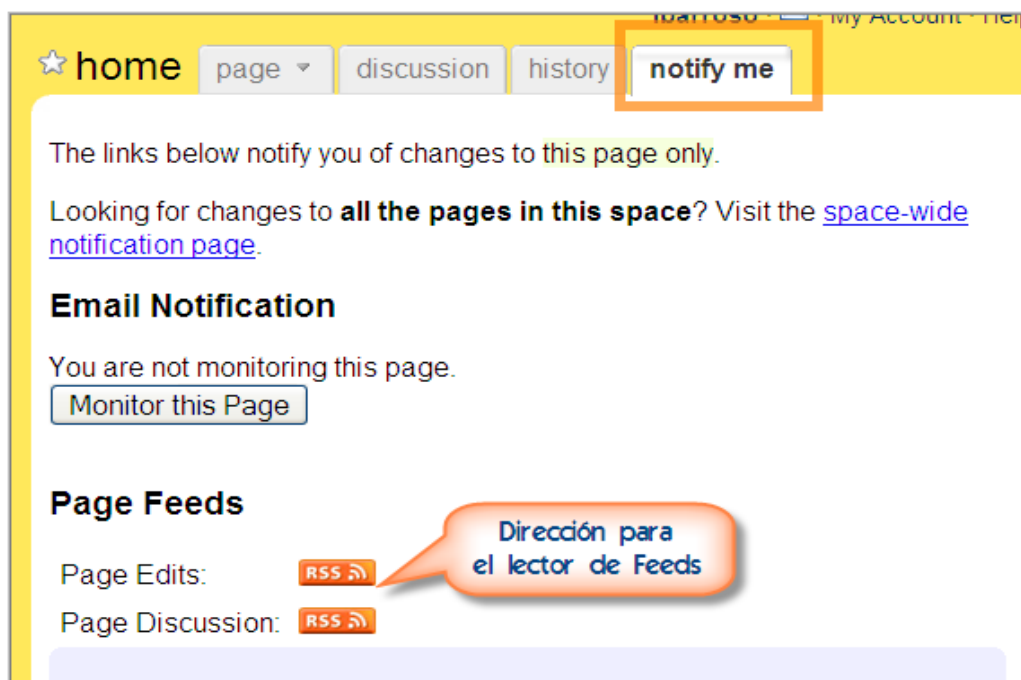 My Account · Help
home page discussion history notify me
The links below notify you of changes to this page only.
Looking for changes to all the pages in this space? Visit the space-wide
notification page.
Email Notification
You are not monitoring this page.
Monitor this Page
Page Feeds
Dirección para
el lector de Feeds
Page Edits: RSS
Page Discussion: RSS